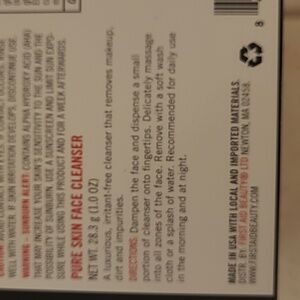 WELL WITH WATER. IF SKIN IRRITATION DEVELOPS, DISCONTINUE USE.
WARNING - SUNBURN ALERT: CONTAINS ALPHA HYDROXY ACID (AHA)
THAT MAY INCREASE YOUR SKIN'S SENSITIVITY TO THE SUN AND THE
POSSIBILITY OF SUNBURN. USE A SUNSCREEN AND LIMIT SUN EXPO-
SURE WHILE USING THIS PRODUCT AND FOR A WEEK AFTERWARDS.
PURE SKIN FACE CLEANSER
NET WT 28.3 g (1.0 OZ)
A luxurious, irritant-free cleanser that removes makeup,
dirt and impurities.
DIRECTIONS: Dampen the face and dispense a small
portion of cleanser onto fingertips. Delicately massage
into all zones of the face. Remove with a soft wash
cloth or a splash of water. Recommended for daily use
in the morning and at night.
MADE IN USA WITH LOCAL AND IMPORTED MATERIALS.
DISTR. BY: FIRST AID BEAUTY® LTD
NEWTON, MA 02458.
WWW.FIRSTAIDBEAUTY.COM
8